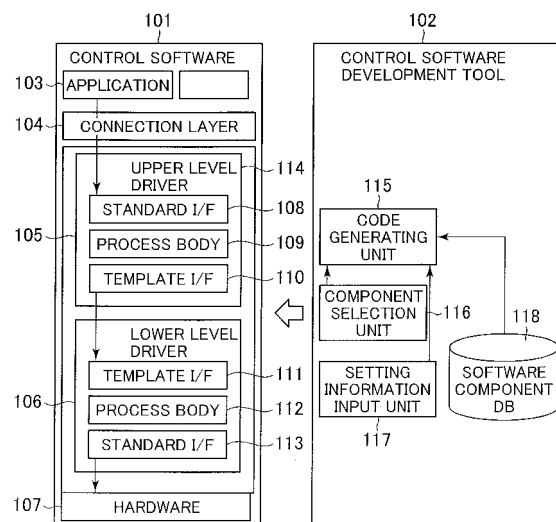 101
102
CONTROL SOFTWARE
CONTROL SOFTWARE
DEVELOPMENT TOOL
103
APPLICATION
104
CONNECTION LAYER
UPPER LEVEL
DRIVER
114
105
STANDARD I/F
108
PROCESS BODY
109
TEMPLATE I/F
110
115
CODE
GENERATING
UNIT
COMPONENT
SELECTION
UNIT
116
118
SETTING
INFORMATION
INPUT UNIT
117
SOFTWARE
COMPONENT
DB
LOWER LEVEL
DRIVER
106
TEMPLATE I/F
111
PROCESS BODY
112
STANDARD I/F
113
107
HARDWARE